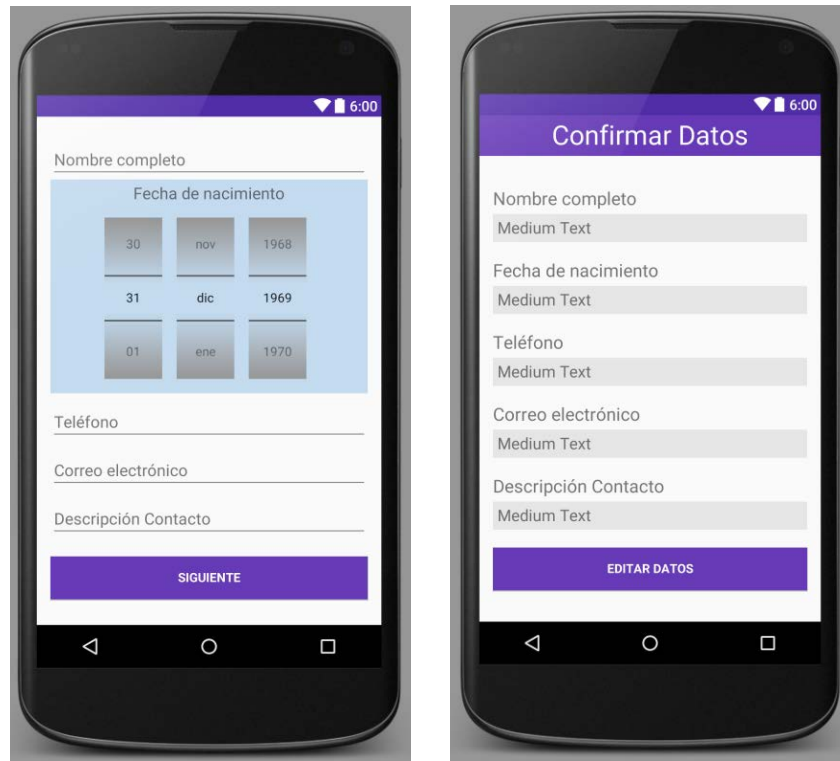 6:00
Nombre completo
Fecha de nacimiento
30 nov 1968
31 dic 1969
01 ene 1970
Teléfono
Correo electrónico
Descripción Contacto
SIGUIENTE
6:00
Confirmar Datos
Nombre completo
Medium Text
Fecha de nacimiento
Medium Text
Teléfono
Medium Text
Correo electrónico
Medium Text
Descripción Contacto
Medium Text
EDITAR DATOS